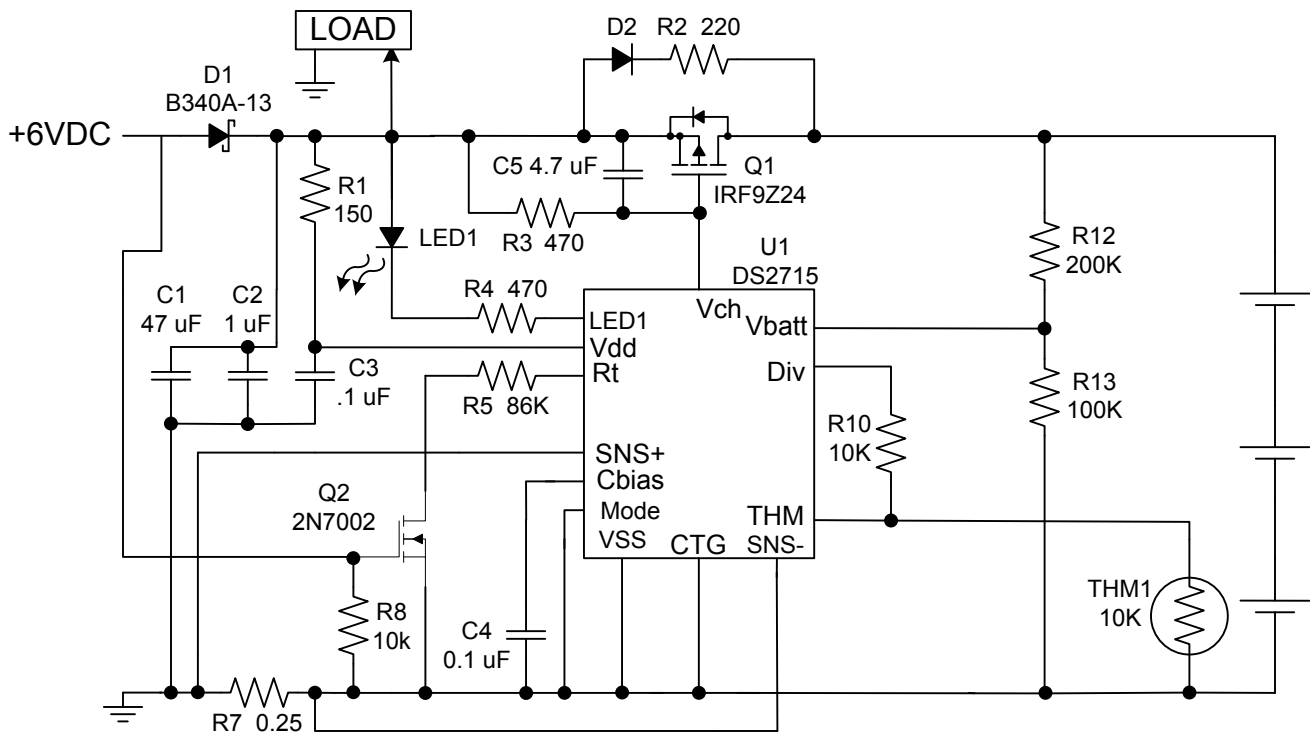 LOAD
D2
R2 220
D1
B340A-13
+6VDC
R1
150
C5 4.7 uF
Q1
IRF9Z24
LED1
R3 470
U1
DS2715
R12
200K
C1
47 uF
C2
1 uF
R4 470
LED1
Vch
Vbatt
Vdd
C3
.1 uF
Rt
Div
R5 86K
R13
100K
R10
10K
SNS+
Cbias
Q2
2N7002
Mode
THM
VSS
CTG
SNS-
R8
10k
C4
0.1 uF
THM1
10K
R7 0.25